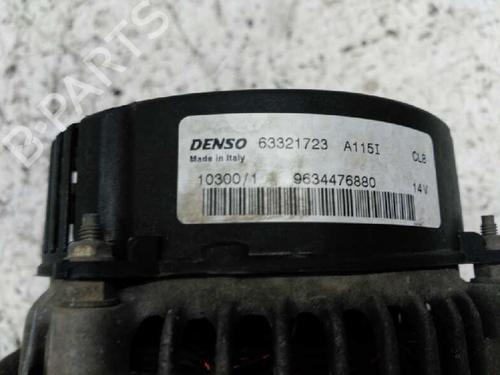 DENSO 63321723 A115I CL8
Made in Italy
10300/1 9634476880 14V
B-PARTS